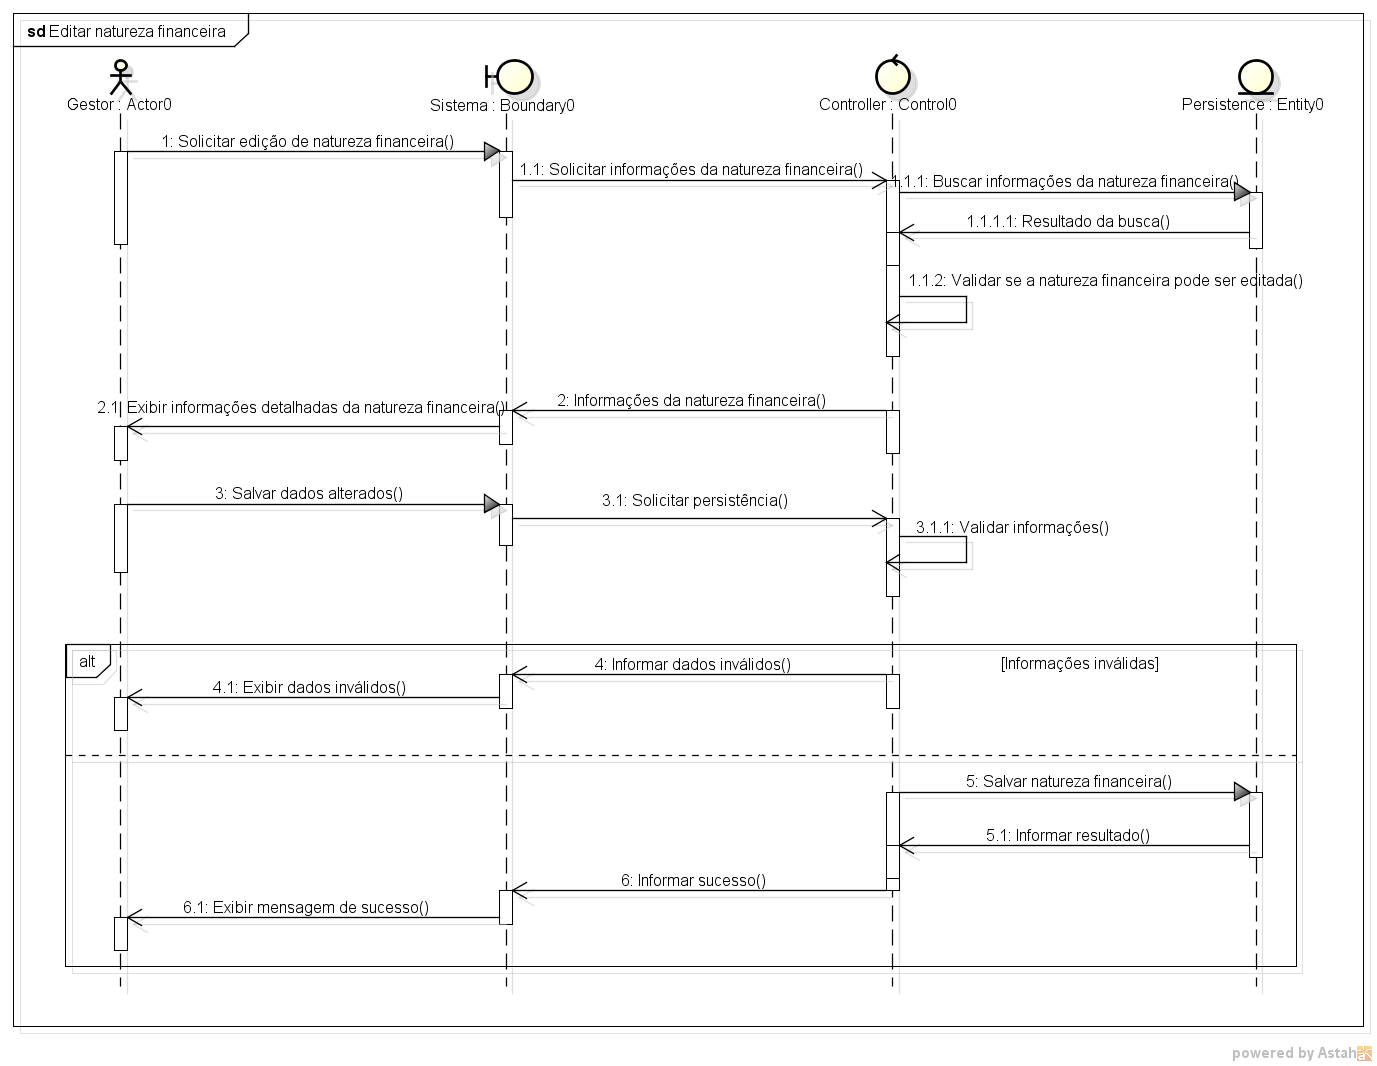 sd Editar natureza financeira
Gestor : Actor0
Sistema : Boundary0
Controller : Control0
Persistence : Entity0
1: Solicitar edição de natureza financeira()
1.1: Solicitar informações da natureza financeira()
1.1.1: Buscar informações da natureza financeira()
1.1.1.1: Resultado da busca()
1.1.2: Validar se a natureza financeira pode ser editada()
2: Informações da natureza financeira()
2.1: Exibir informações detalhadas da natureza financeira()
3: Salvar dados alterados()
3.1: Solicitar persistência()
3.1.1: Validar informações()
alt
[Informações inválidas]
4: Informar dados inválidos()
4.1: Exibir dados inválidos()
5: Salvar natureza financeira()
5.1: Informar resultado()
6: Informar sucesso()
6.1: Exibir mensagem de sucesso()
powered by Astah